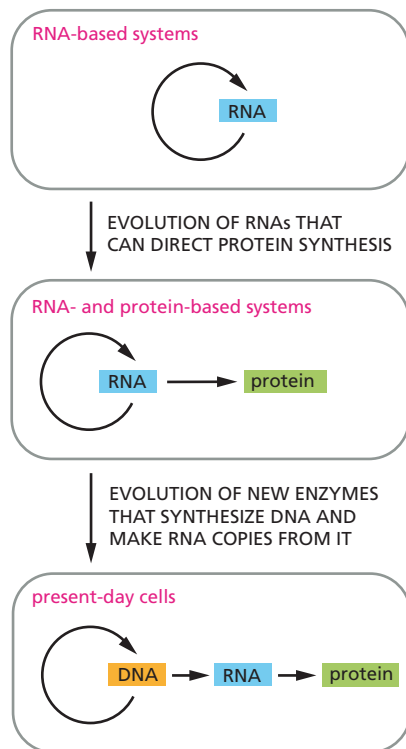 RNA-based systems
RNA
EVOLUTION OF RNAs THAT
CAN DIRECT PROTEIN SYNTHESIS
RNA- and protein-based systems
RNA
protein
EVOLUTION OF NEW ENZYMES
THAT SYNTHESIZE DNA AND
MAKE RNA COPIES FROM IT
present-day cells
DNA
RNA
protein